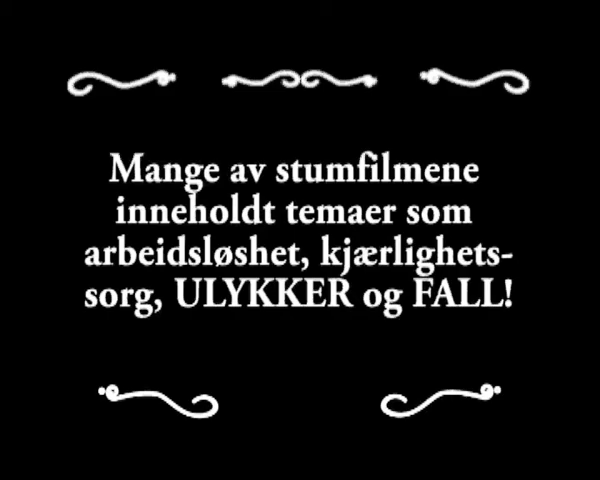 Mange av stumfilmene
inneholdt temaer som
arbeidsløshet, kjærlighets-
sorg, ULYKKER og FALL!